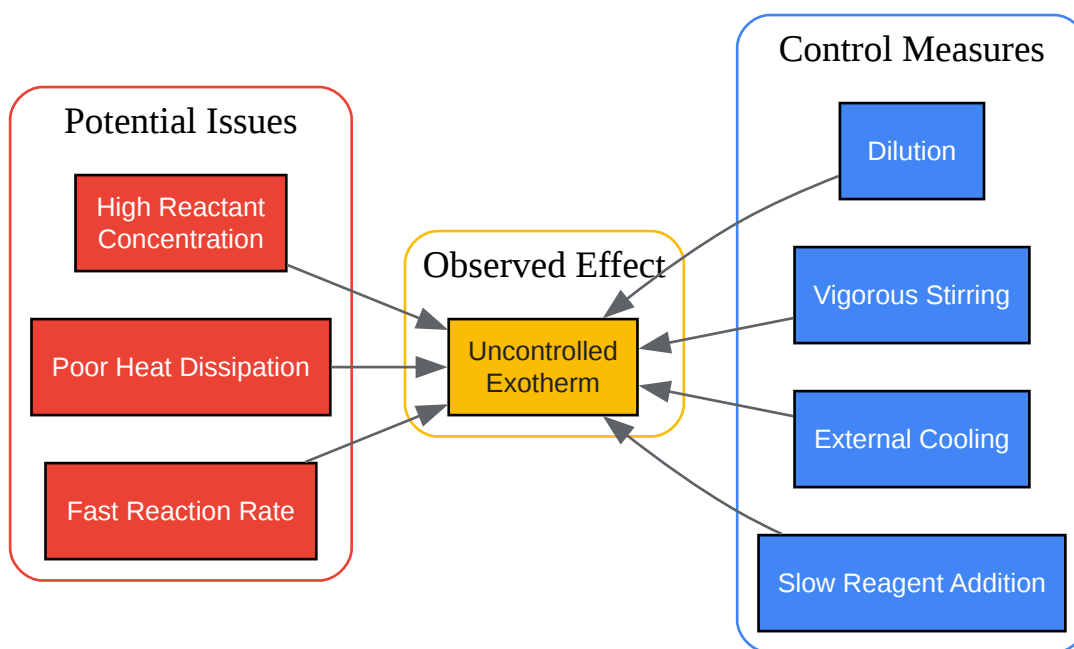 Potential Issues
High Reactant
Concentration
Poor Heat Dissipation
Fast Reaction Rate
Observed Effect
Uncontrolled
Exotherm
Control Measures
Dilution
Vigorous Stirring
External Cooling
Slow Reagent Addition